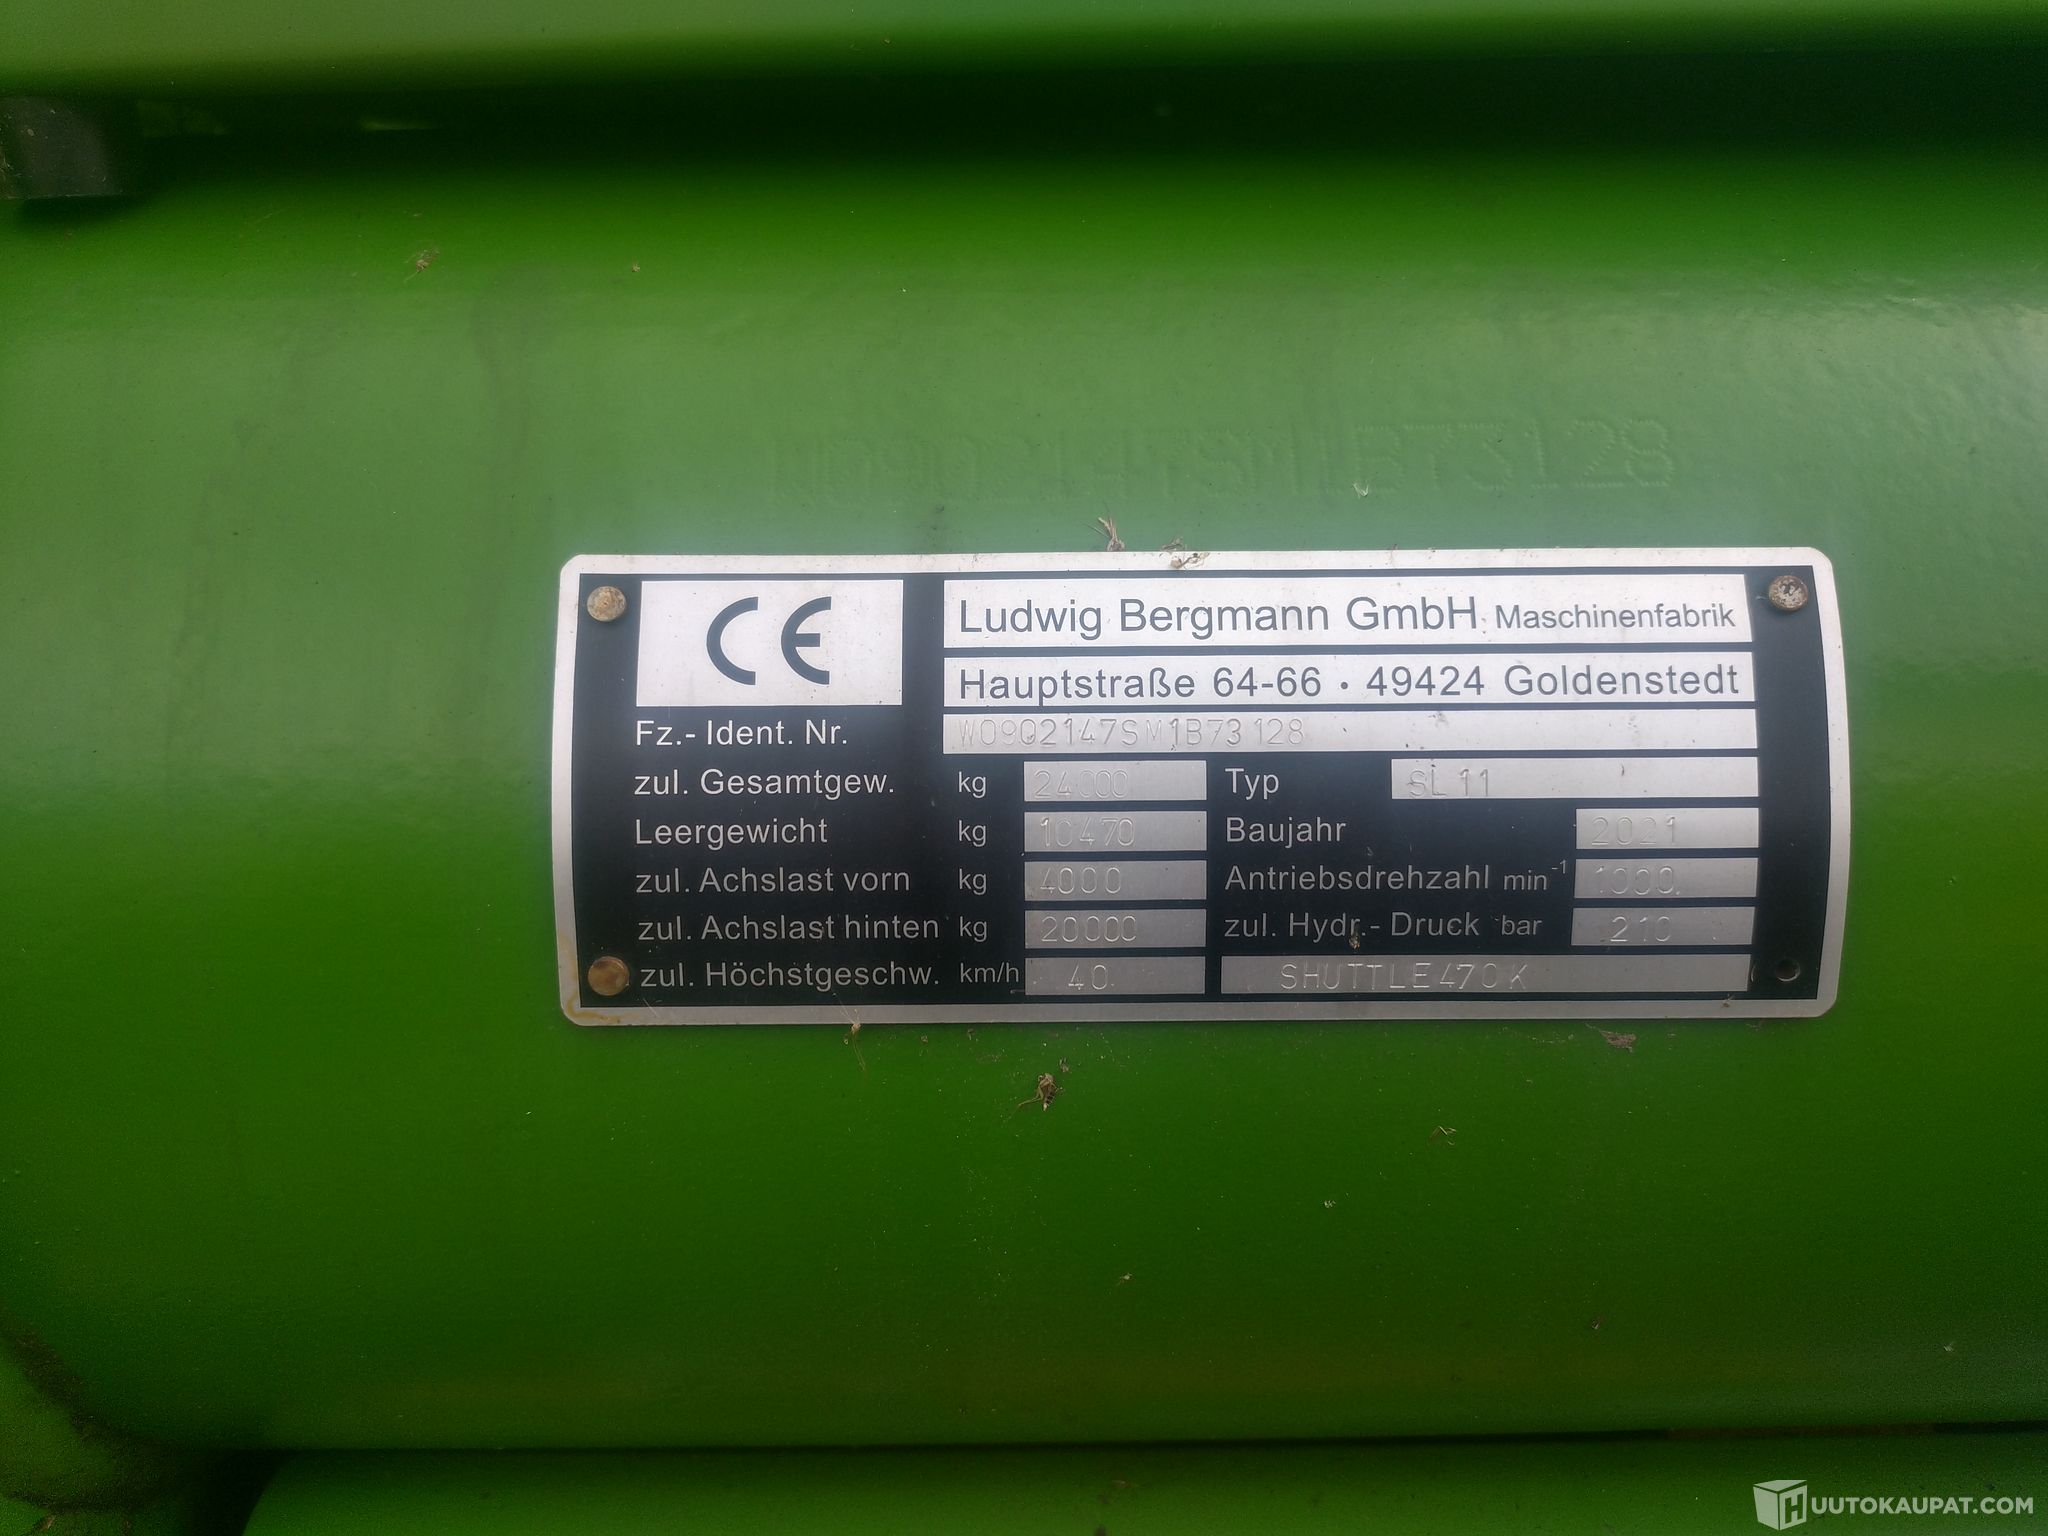 W0902147SM1B73128
CE
Ludwig Bergmann GmbH Maschinenfabrik
Hauptstraße 64-66 · 49424 Goldenstedt
Fz.- Ident. Nr. W0902147SM1B73128
zul. Gesamtgew. kg 24000 Typ SL 11
Leergewicht kg 10470 Baujahr 2021
zul. Achslast vorn kg 4000 Antriebsdrehzahl min⁻¹ 1000
zul. Achslast hinten kg 20000 zul. Hydr.- Druck bar 210
zul. Höchstgeschw. km/h 40 SHUTTLE 470 K
HUUTOKAUPAT.COM